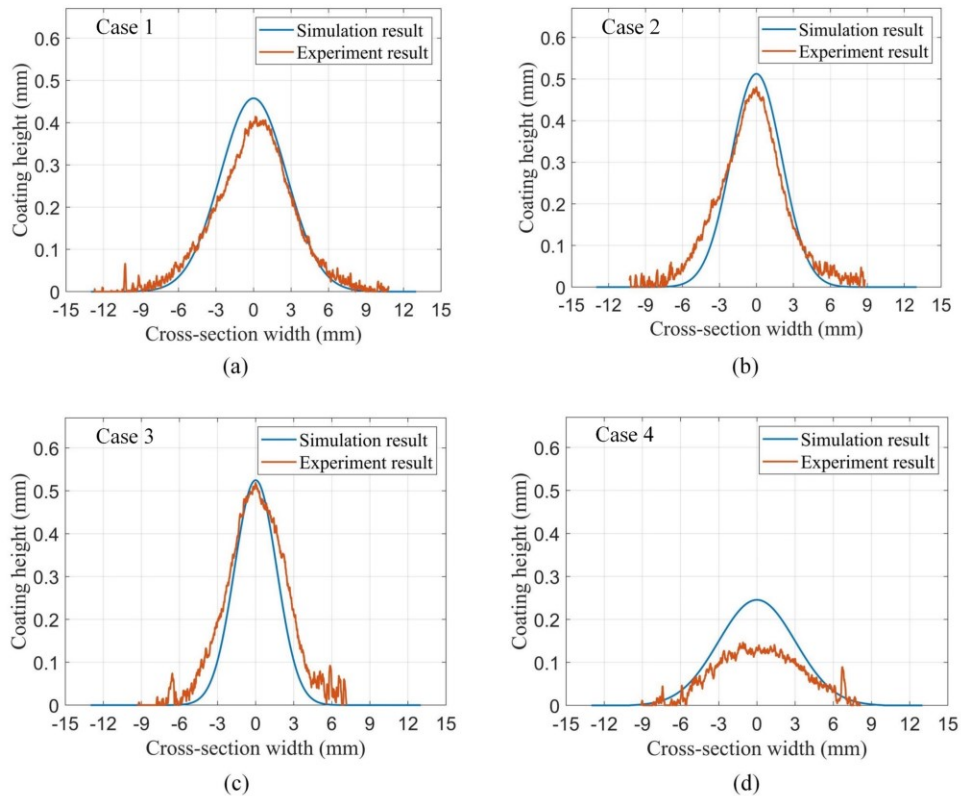 Case 1
Simulation result
Experiment result
Coating height (mm)
0.6
0.5
0.4
0.3
0.2
0.1
0
-15 -12 -9 -6 -3 0 3 6 9 12 15
Cross-section width (mm)
(a)
Case 2
Simulation result
Experiment result
Coating height (mm)
0.6
0.5
0.4
0.3
0.2
0.1
0
-15 -12 -9 -6 -3 0 3 6 9 12 15
Cross-section width (mm)
(b)
Case 3
Simulation result
Experiment result
Coating height (mm)
0.6
0.5
0.4
0.3
0.2
0.1
0
-15 -12 -9 -6 -3 0 3 6 9 12 15
Cross-section width (mm)
(c)
Case 4
Simulation result
Experiment result
Coating height (mm)
0.6
0.5
0.4
0.3
0.2
0.1
0
-15 -12 -9 -6 -3 0 3 6 9 12 15
Cross-section width (mm)
(d)